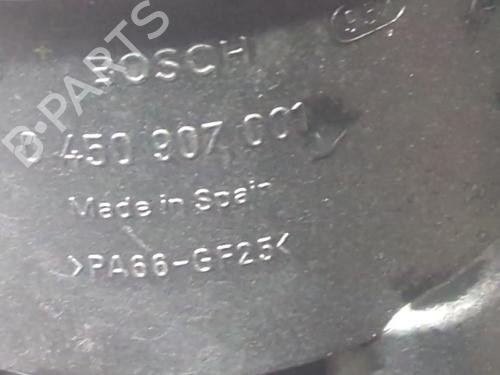 BOSCH
0 450 907 001
Made in Spain
>PA66-GF25<
B-PARTS